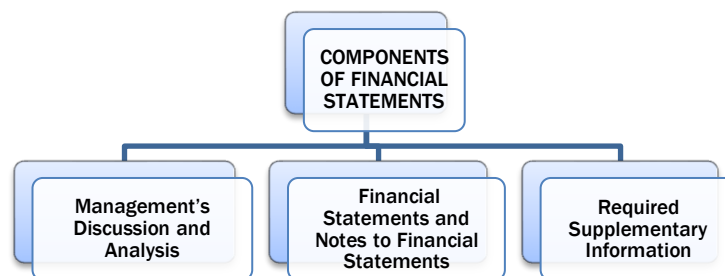 COMPONENTS
OF FINANCIAL
STATEMENTS
Management’s
Discussion and
Analysis
Financial
Statements and
Notes to Financial
Statements
Required
Supplementary
Information